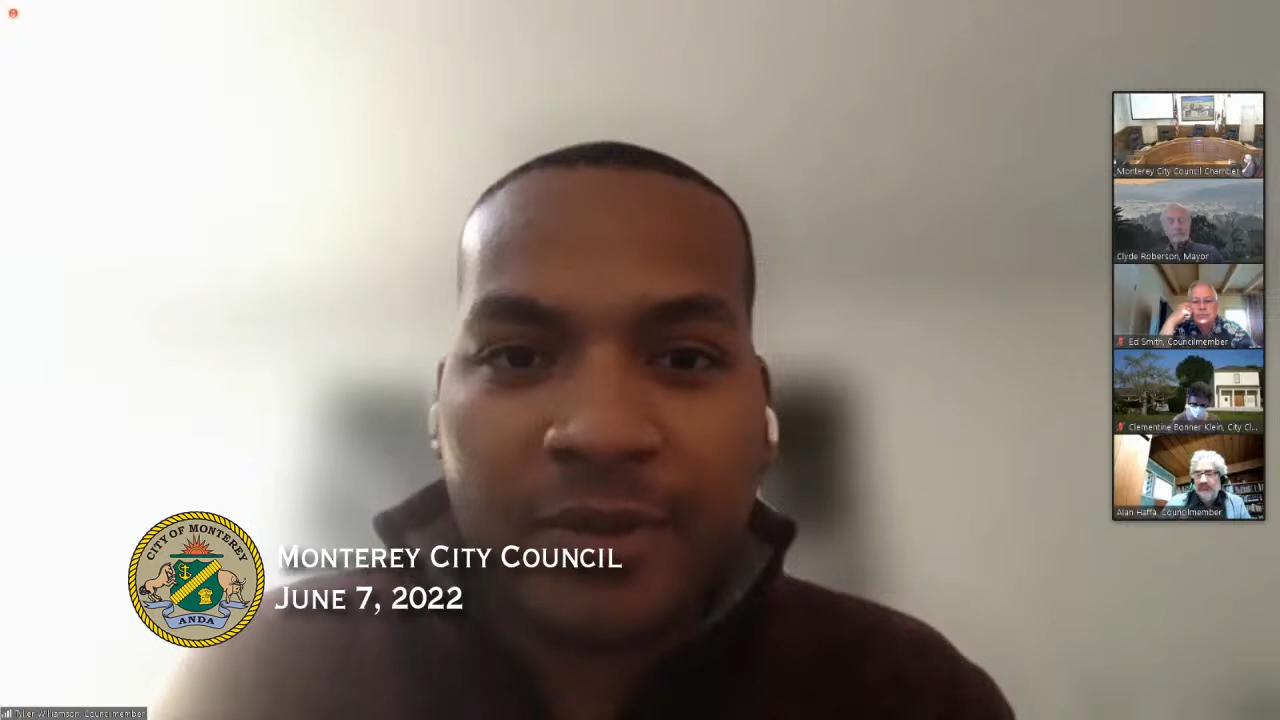 Monterey City Council Chamber
Clyde Roberson, Mayor
Ed Smith, Councilmember
Clementine Bonner Klein, City Cl...
Alan Haffa, Councilmember
CITY OF MONTEREY
ANDA
MONTEREY CITY COUNCIL
JUNE 7, 2022
Tyller Williamson, Councilmember